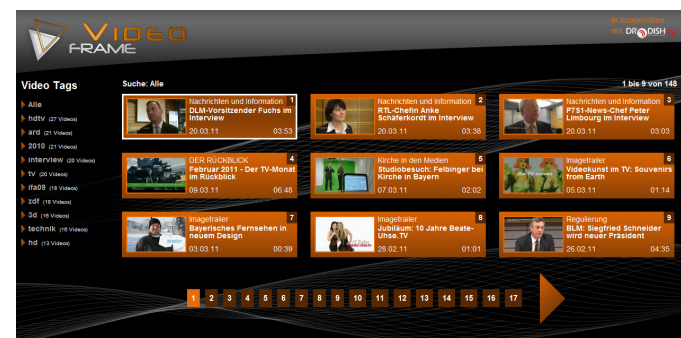 VIDEO
FRAME
in Kooperation
mit DR DISH TV
Video Tags
Suche: Alle
1 bis 9 von 148
Alle
hdtv (27 Videos)
ard (21 Videos)
2010 (21 Videos)
interview (20 Videos)
tv (20 Videos)
ifa09 (18 Videos)
zdf (18 Videos)
3d (16 Videos)
technik (16 Videos)
hd (13 Videos)
Nachrichten und Information 1
DLM-Vorsitzender Fuchs im
Interview
20.03.11 03:53
Nachrichten und Information 2
RTL-Chefin Anke
Schäferkordt im Interview
20.03.11 03:38
Nachrichten und Information 3
P7S1-News-Chef Peter
Limbourg im Interview
20.03.11 03:03
DER RÜCKBLICK 4
Februar 2011 - Der TV-Monat
im Rückblick
09.03.11 06:48
Kirche in den Medien 5
Studiobesuch: Felbinger bei
Kirche in Bayern
07.03.11 02:02
Imagetrailer 6
Videokunst im TV: Souvenirs
from Earth
05.03.11 01:14
Imagetrailer 7
Bayerisches Fernsehen in
neuem Design
03.03.11 00:39
Imagetrailer 8
Jubiläum: 10 Jahre Beate-
Uhse.TV
28.02.11 01:01
Regulierung 9
BLM: Siegfried Schneider
wird neuer Präsident
26.02.11 04:35
1 2 3 4 5 6 7 8 9 10 11 12 13 14 15 16 17